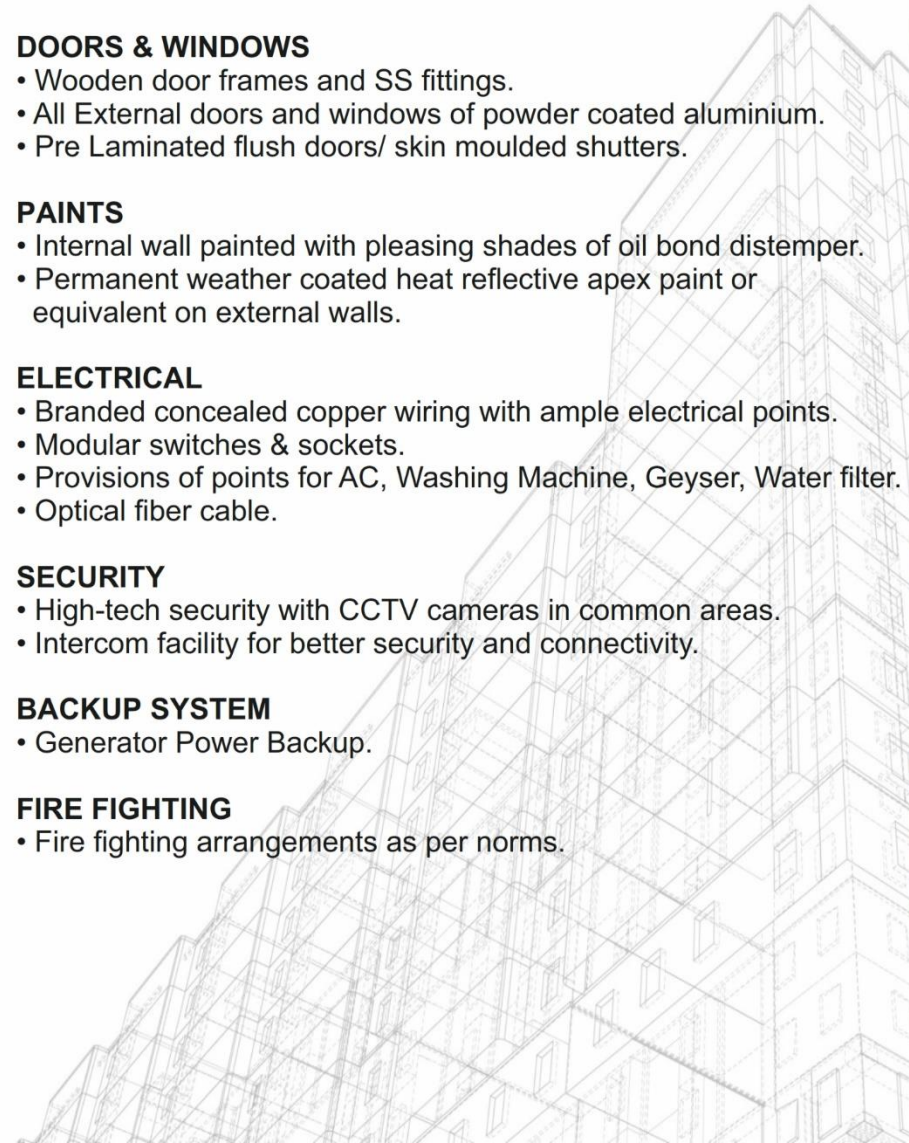 DOORS & WINDOWS
• Wooden door frames and SS fittings.
• All External doors and windows of powder coated aluminium.
• Pre Laminated flush doors/ skin moulded shutters.
PAINTS
• Internal wall painted with pleasing shades of oil bond distemper.
• Permanent weather coated heat reflective apex paint or
equivalent on external walls.
ELECTRICAL
• Branded concealed copper wiring with ample electrical points.
• Modular switches & sockets.
• Provisions of points for AC, Washing Machine, Geyser, Water filter.
• Optical fiber cable.
SECURITY
• High-tech security with CCTV cameras in common areas.
• Intercom facility for better security and connectivity.
BACKUP SYSTEM
• Generator Power Backup.
FIRE FIGHTING
• Fire fighting arrangements as per norms.